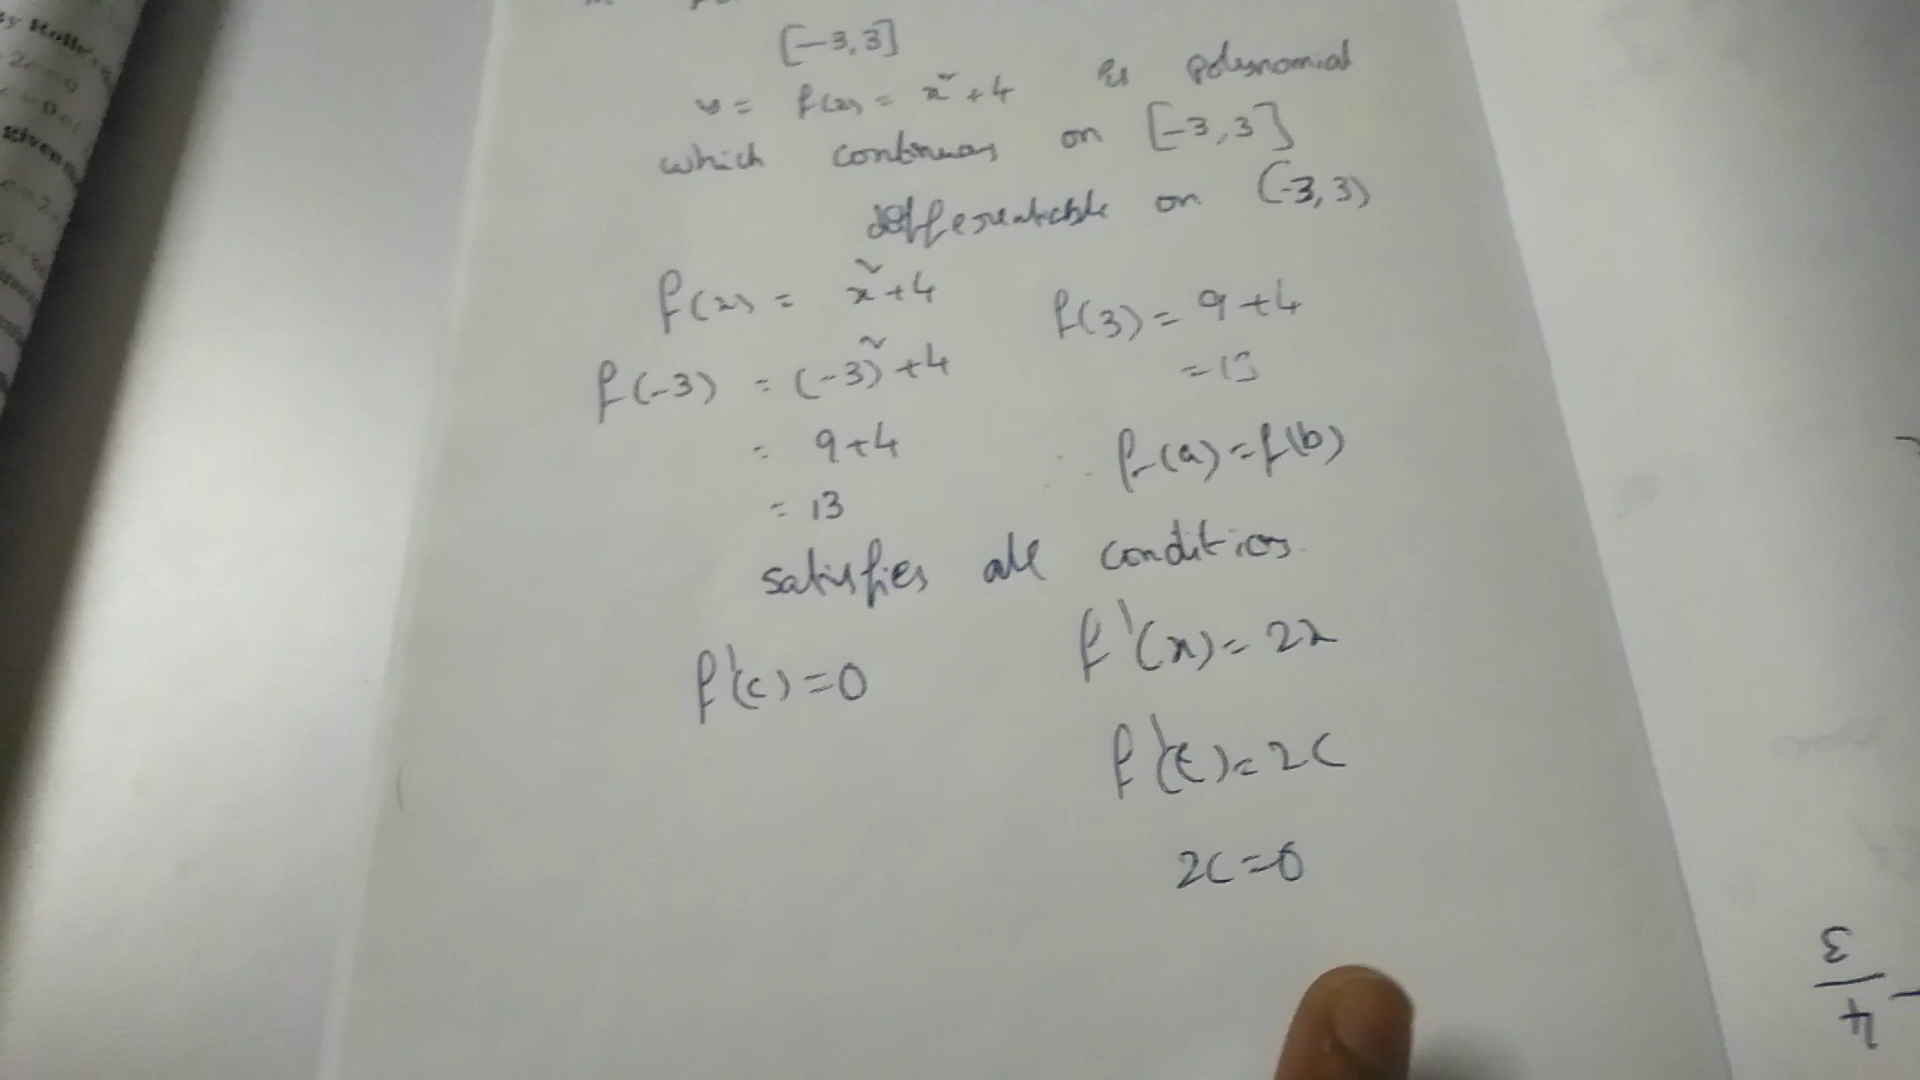 [-3,3]
y = f(x) = x² + 4 is polynomial
which continuous on [-3,3]
differentiable on (-3,3)
f(x) = x²+4
f(-3) = (-3)²+4
= 9+4
= 13
f(3) = 9+4
= 13
∴ f(a) = f(b)
satisfies all conditions.
f'(c) = 0
f'(x) = 2x
f'(c) = 2c
2c = 0